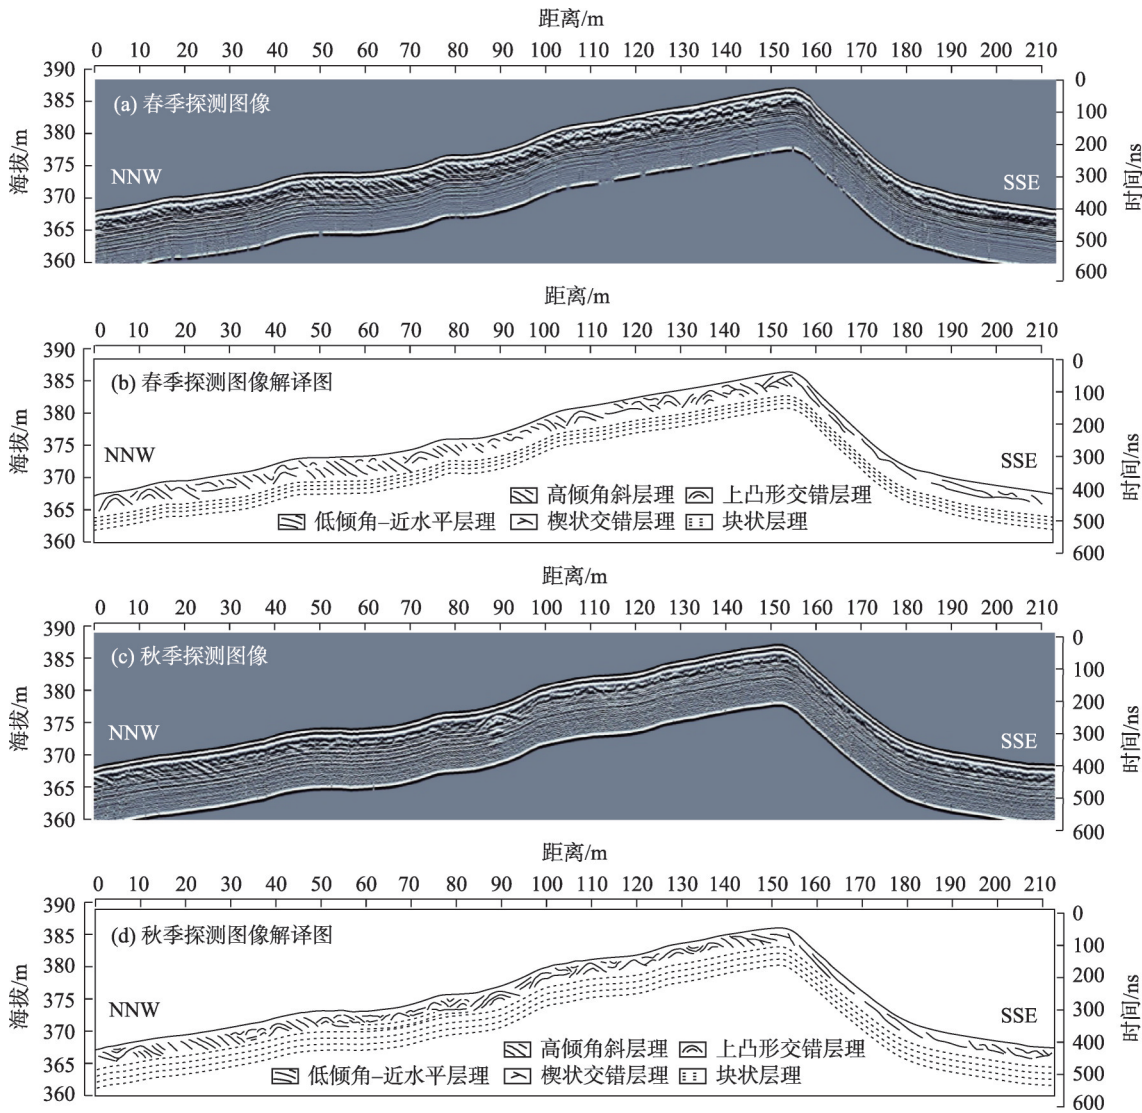 距离/m
0 10 20 30 40 50 60 70 80 90 100 110 120 130 140 150 160 170 180 190 200 210
海拔/m
390
385
380
375
370
365
360
(a) 春季探测图像
NNW
SSE
0
100
200
300
400
500
600
时间/ns
距离/m
0 10 20 30 40 50 60 70 80 90 100 110 120 130 140 150 160 170 180 190 200 210
海拔/m
390
385
380
375
370
365
360
(b) 春季探测图像解译图
NNW
SSE
高倾角斜层理 上凸形交错层理
低倾角–近水平层理 楔状交错层理 块状层理
0
100
200
300
400
500
600
时间/ns
距离/m
0 10 20 30 40 50 60 70 80 90 100 110 120 130 140 150 160 170 180 190 200 210
海拔/m
390
385
380
375
370
365
360
(c) 秋季探测图像
NNW
SSE
0
100
200
300
400
500
600
时间/ns
距离/m
0 10 20 30 40 50 60 70 80 90 100 110 120 130 140 150 160 170 180 190 200 210
海拔/m
390
385
380
375
370
365
360
(d) 秋季探测图像解译图
NNW
SSE
高倾角斜层理 上凸形交错层理
低倾角–近水平层理 楔状交错层理 块状层理
0
100
200
300
400
500
600
时间/ns